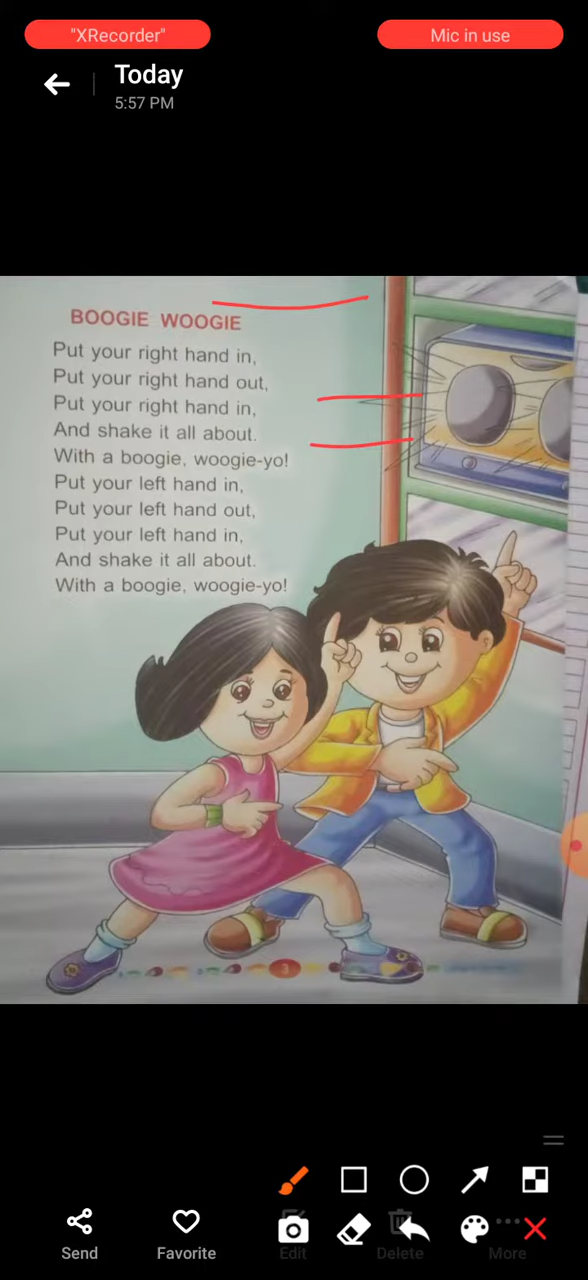 "XRecorder"
Mic in use
Today
5:57 PM
BOOGIE WOOGIE
Put your right hand in,
Put your right hand out,
Put your right hand in,
And shake it all about.
With a boogie, woogie-yo!
Put your left hand in,
Put your left hand out,
Put your left hand in,
And shake it all about.
With a boogie, woogie-yo!
3
Send
Favorite
Edit
Delete
More